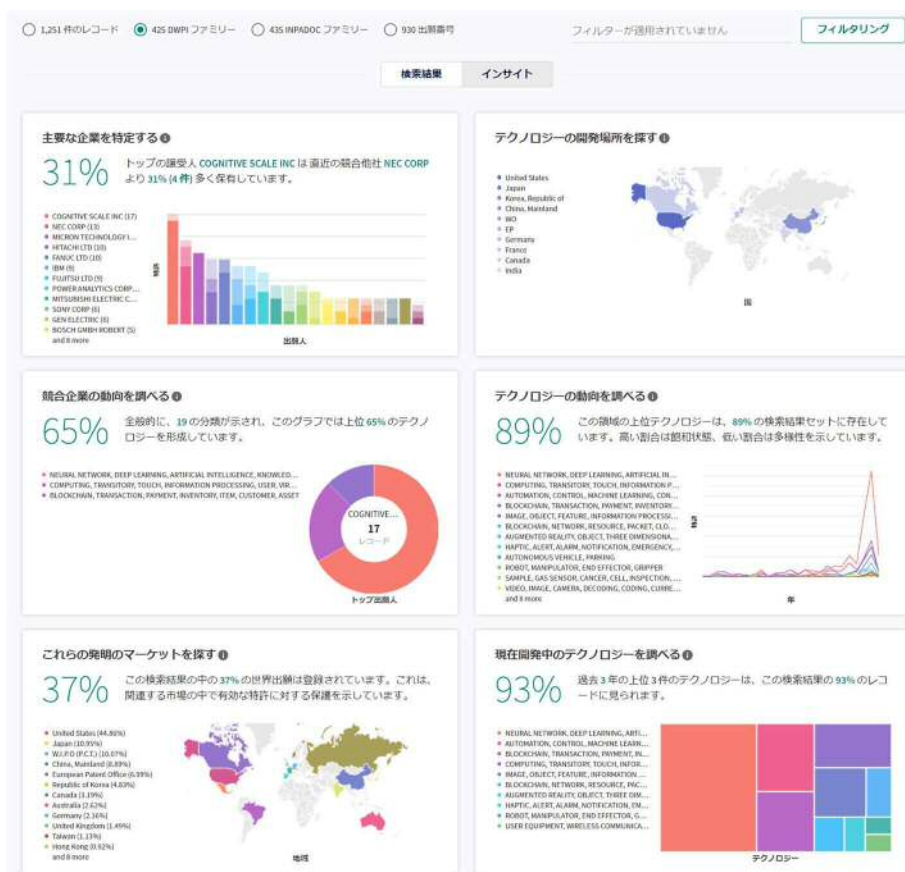 1,251 件のレコード 425 DWPI ファミリー 435 INPADOC ファミリー 930 出願番号 フィルターが適用されていません フィルタリング
検索結果 インサイト
主要な企業を特定する
31%
トップの譲受人 COGNITIVE SCALE INC は 直近の競合他社 NEC CORP
より 31% (4 件) 多く保有しています。
COGNITIVE SCALE INC (17)
NEC CORP (13)
MICRON TECHNOLOGY I...
HITACHI LTD (10)
FANUC LTD (10)
IBM (9)
FUJITSU LTD (9)
POWER ANALYTICS CORP...
MITSUBISHI ELECTRIC C...
SONY CORP (6)
GEN ELECTRIC (6)
BOSCH GMBH ROBERT (5)
and 8 more
特許
出願人
テクノロジーの開発場所を探す
United States
Japan
Korea, Republic of
China, Mainland
WO
EP
Germany
France
Canada
India
国
競合企業の動向を調べる
65%
全般的に、19 の分類が示され、このグラフでは上位 65% のテクノ
ロジーを形成しています。
NEURAL NETWORK, DEEP LEARNING, ARTIFICIAL INTELLIGENCE, KNOWLED...
COMPUTING, TRANSITORY, TOUCH, INFORMATION PROCESSING, USER, VIR...
BLOCKCHAIN, TRANSACTION, PAYMENT, INVENTORY, ITEM, CUSTOMER, ASSET
COGNITIVE...
17
レコード
トップ出願人
テクノロジーの動向を調べる
89%
この領域の上位テクノロジーは、89% の検索結果セットに存在して
います。高い割合は飽和状態、低い割合は多様性を示しています。
NEURAL NETWORK, DEEP LEARNING, ARTIFICIAL IN...
COMPUTING, TRANSITORY, TOUCH, INFORMATION P...
AUTOMATION, CONTROL, MACHINE LEARNING, CON...
BLOCKCHAIN, TRANSACTION, PAYMENT, INVENTORY...
IMAGE, OBJECT, FEATURE, INFORMATION PROCESSI...
BLOCKCHAIN, NETWORK, RESOURCE, PACKET, CLO...
AUGMENTED REALITY, OBJECT, THREE DIMENSIONA...
HAPTIC, ALERT, ALARM, NOTIFICATION, EMERGENCY,...
AUTONOMOUS VEHICLE, PARKING
ROBOT, MANIPULATOR, END EFFECTOR, GRIPPER
SAMPLE, GAS SENSOR, CANCER, CELL, INSPECTION, ...
VIDEO, IMAGE, CAMERA, DECODING, CODING, CURRE...
and 8 more
特許
年
これらの発明のマーケットを探す
37%
この検索結果の中の 37% の世界出願は登録されています。これは、
関連する市場の中で有効な特許に対する保護を示しています。
United States (44.86%)
Japan (10.95%)
W.I.P.O (P.C.T.) (10.07%)
China, Mainland (8.89%)
European Patent Office (6.99%)
Republic of Korea (4.83%)
Canada (3.19%)
Australia (2.62%)
Germany (2.16%)
United Kingdom (1.49%)
Taiwan (1.13%)
Hong Kong (0.92%)
and 8 more
地域
現在開発中のテクノロジーを調べる
93%
過去 3 年の上位 3 件のテクノロジーは、この検索結果の 93% のレコ
ードに見られます。
NEURAL NETWORK, DEEP LEARNING, ARTI...
AUTOMATION, CONTROL, MACHINE LEARN...
BLOCKCHAIN, TRANSACTION, PAYMENT, IN...
COMPUTING, TRANSITORY, TOUCH, INFOR...
IMAGE, OBJECT, FEATURE, INFORMATION ...
BLOCKCHAIN, NETWORK, RESOURCE, PAC...
AUGMENTED REALITY, OBJECT, THREE DIM...
HAPTIC, ALERT, ALARM, NOTIFICATION, EM...
ROBOT, MANIPULATOR, END EFFECTOR, G...
USER EQUIPMENT, WIRELESS COMMUNICA...
テクノロジー